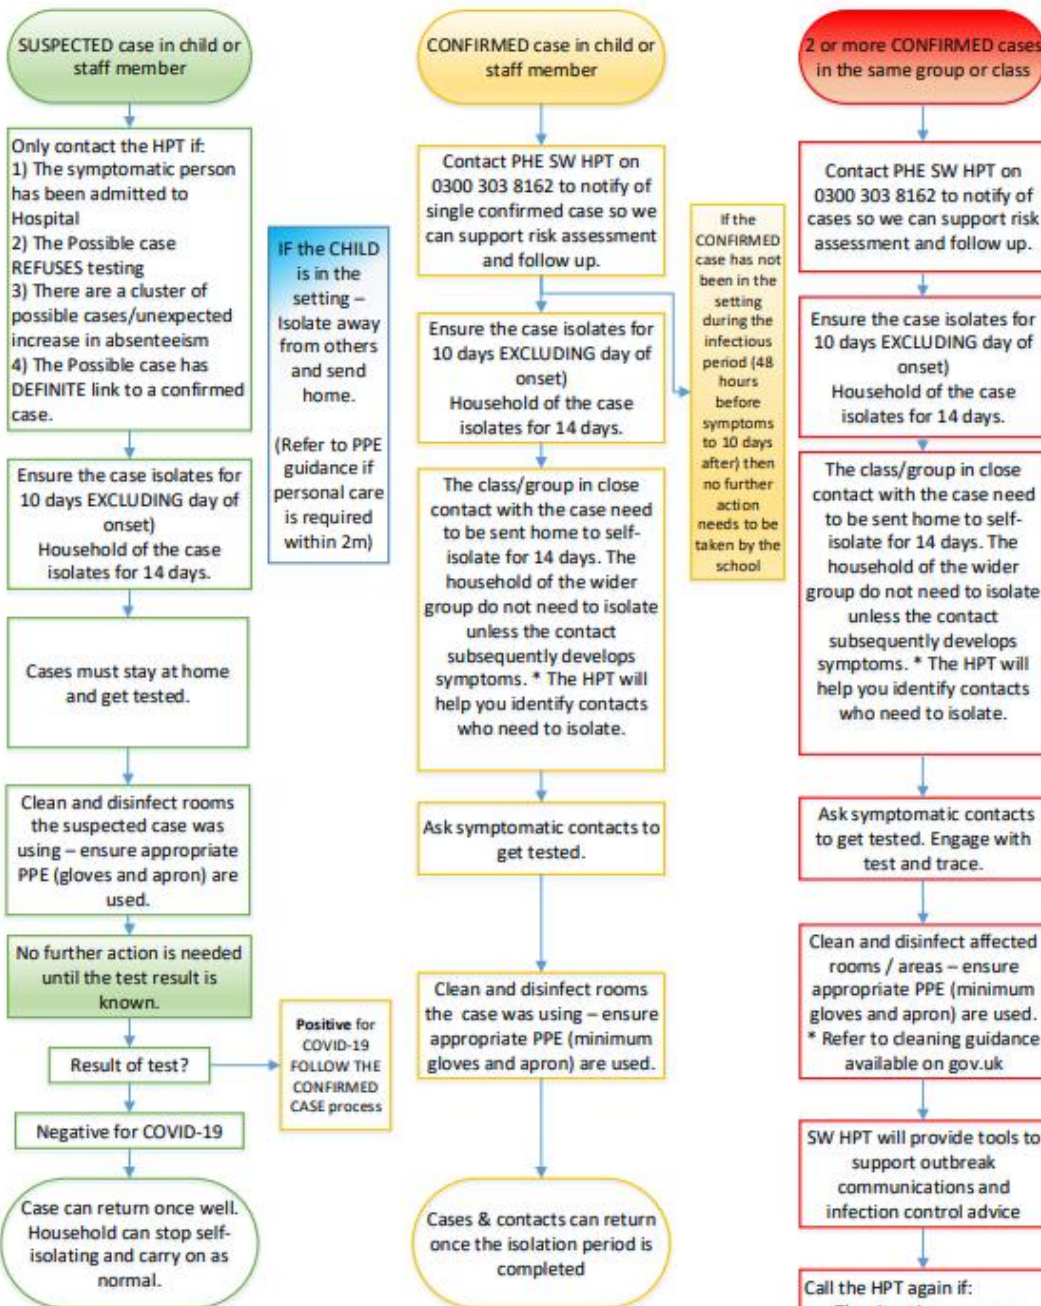 SUSPECTED case in child or
staff member
Only contact the HPT if:
1) The symptomatic person
has been admitted to
Hospital
2) The Possible case
REFUSES testing
3) There are a cluster of
possible cases/unexpected
increase in absenteeism
4) The Possible case has
DEFINITE link to a confirmed
case.
Ensure the case isolates for
10 days EXCLUDING day of
onset)
Household of the case
isolates for 14 days.
Cases must stay at home
and get tested.
Clean and disinfect rooms
the suspected case was
using – ensure appropriate
PPE (gloves and apron) are
used.
No further action is needed
until the test result is
known.
Result of test?
Negative for COVID-19
Case can return once well.
Household can stop self-
isolating and carry on as
normal.
IF the CHILD
is in the
setting –
Isolate away
from others
and send
home.
(Refer to PPE
guidance if
personal care
is required
within 2m)
Positive for
COVID-19
FOLLOW THE
CONFIRMED
CASE process
CONFIRMED case in child or
staff member
Contact PHE SW HPT on
0300 303 8162 to notify of
single confirmed case so we
can support risk assessment
and follow up.
Ensure the case isolates for
10 days EXCLUDING day of
onset)
Household of the case
isolates for 14 days.
The class/group in close
contact with the case need
to be sent home to self-
isolate for 14 days. The
household of the wider
group do not need to isolate
unless the contact
subsequently develops
symptoms. * The HPT will
help you identify contacts
who need to isolate.
Ask symptomatic contacts to
get tested.
Clean and disinfect rooms
the case was using – ensure
appropriate PPE (minimum
gloves and apron) are used.
Cases & contacts can return
once the isolation period is
completed
If the
CONFIRMED
case has not
been in the
setting
during the
infectious
period (48
hours
before
symptoms
to 10 days
after) then
no further
action
needs to be
taken by the
school
2 or more CONFIRMED cases
in the same group or class
Contact PHE SW HPT on
0300 303 8162 to notify of
cases so we can support risk
assessment and follow up.
Ensure the case isolates for
10 days EXCLUDING day of
onset)
Household of the case
isolates for 14 days.
The class/group in close
contact with the case need
to be sent home to self-
isolate for 14 days. The
household of the wider
group do not need to isolate
unless the contact
subsequently develops
symptoms. * The HPT will
help you identify contacts
who need to isolate.
Ask symptomatic contacts
to get tested. Engage with
test and trace.
Clean and disinfect affected
rooms / areas – ensure
appropriate PPE (minimum
gloves and apron) are used.
* Refer to cleaning guidance
available on gov.uk
SW HPT will provide tools to
support outbreak
communications and
infection control advice
Call the HPT again if: